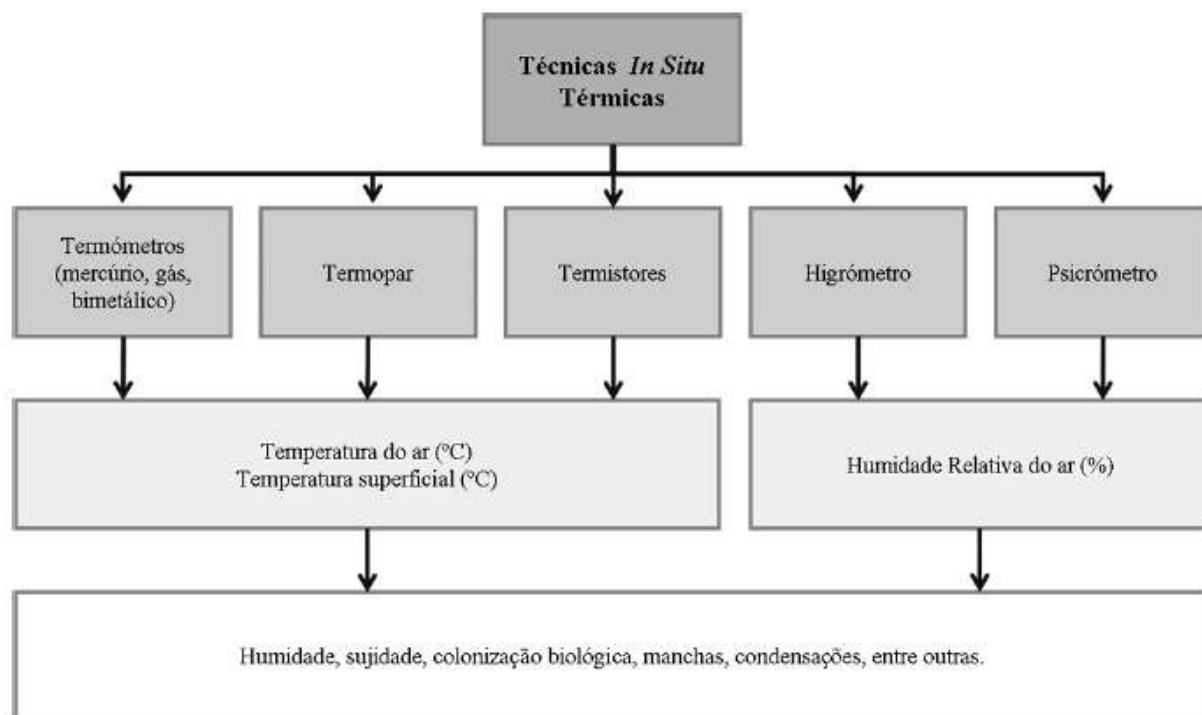 Técnicas In Situ
Térmicas
Termómetros
(mercúrio, gás,
bimetálico)
Termopar
Termistores
Higrómetro
Psicrómetro
Temperatura do ar (ºC)
Temperatura superficial (ºC)
Humidade Relativa do ar (%)
Humidade, sujidade, colonização biológica, manchas, condensações, entre outras.